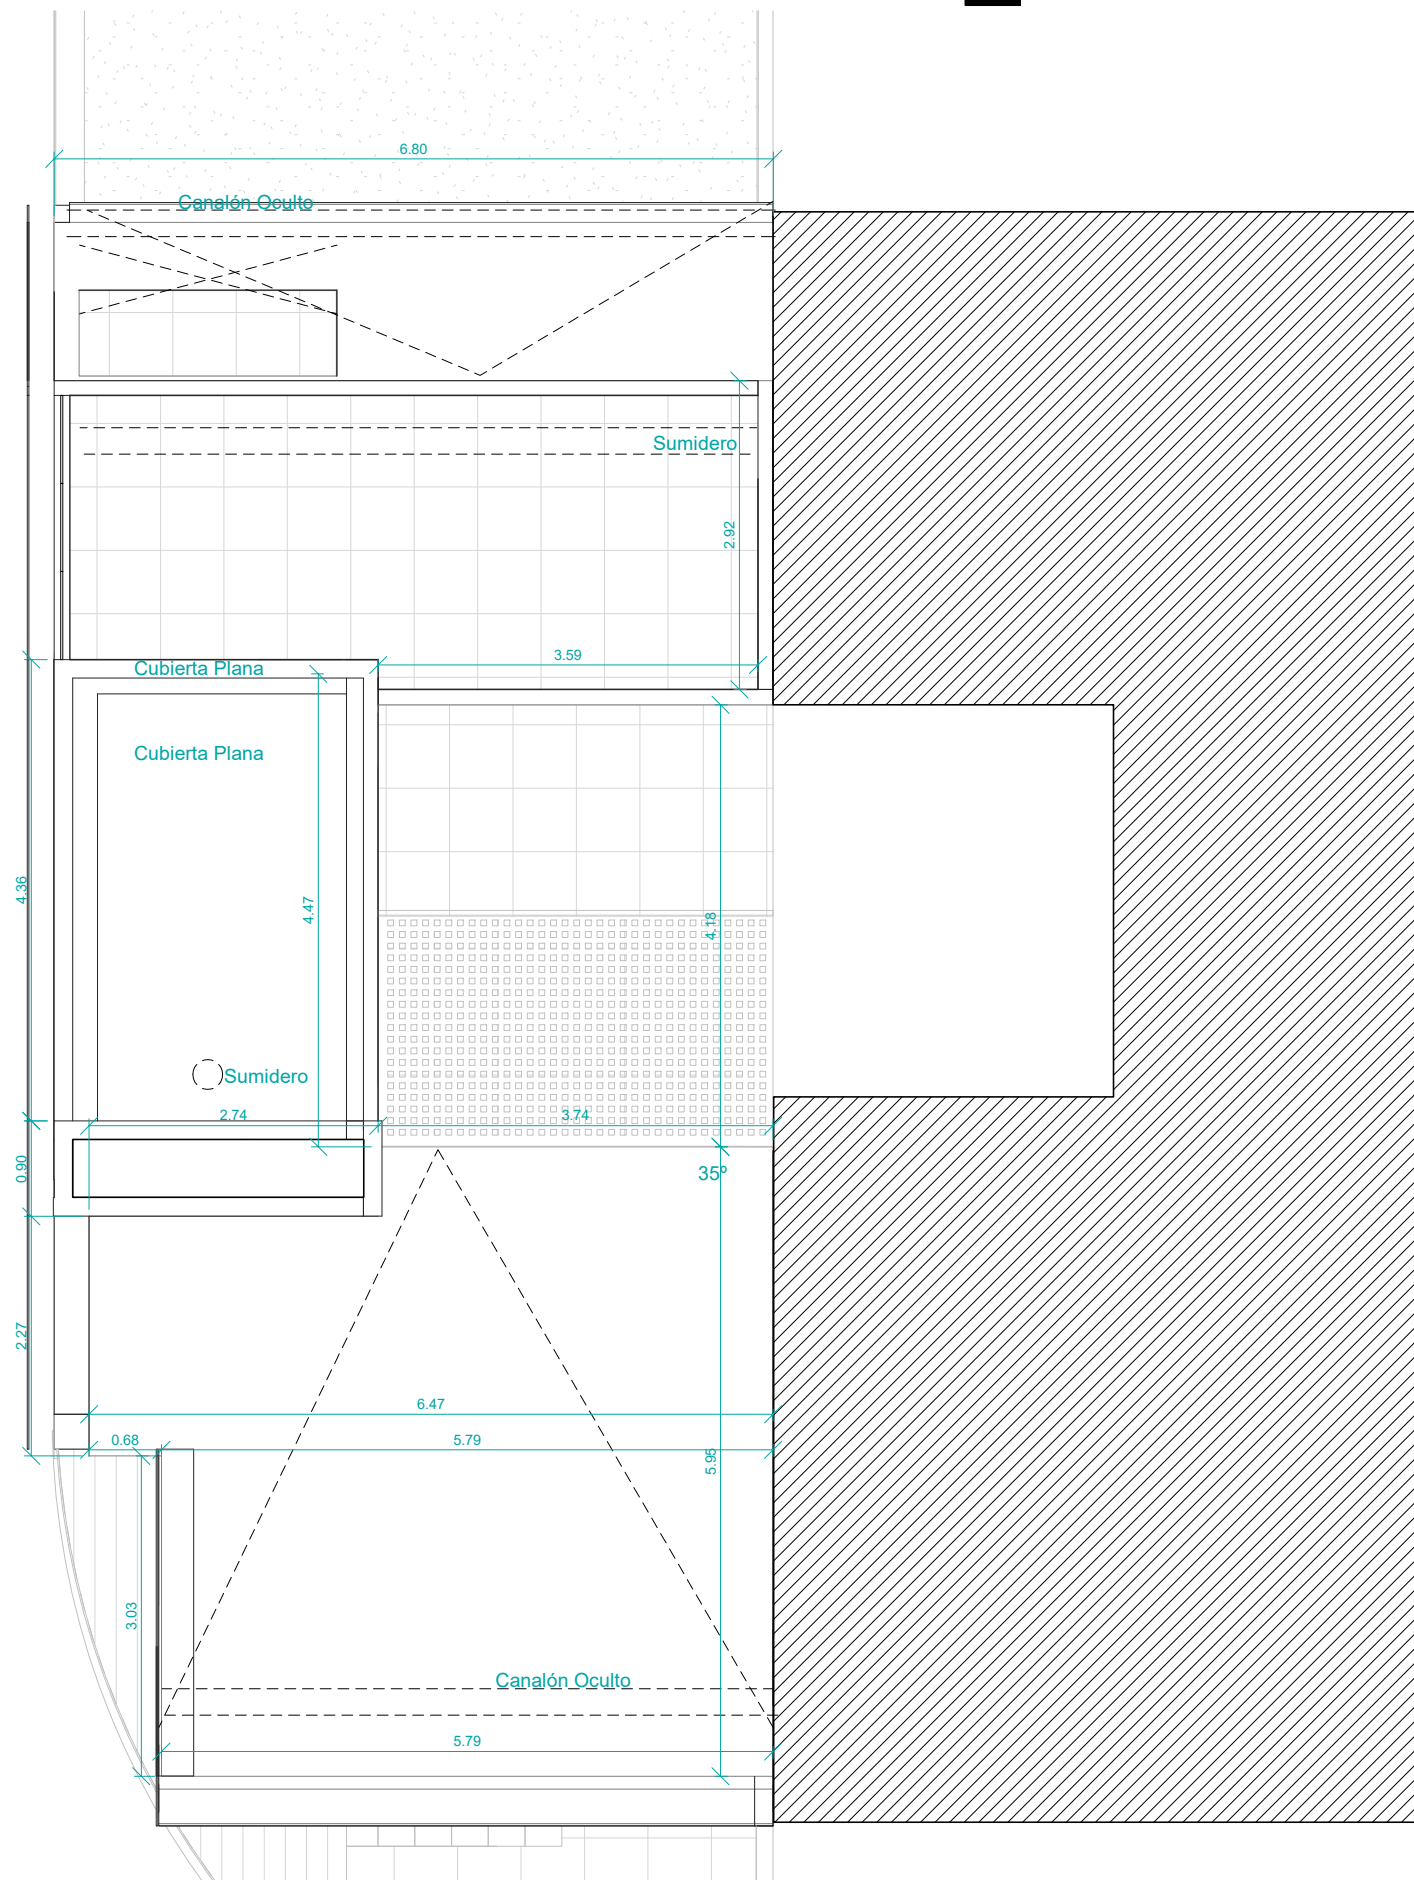 6.80
Canalón Oculto
Sumidero
2.92
3.59
Cubierta Plana
Cubierta Plana
4.36
4.47
4.18
Sumidero
2.74
3.74
0.90
35º
2.27
6.47
0.68
5.79
5.95
3.03
Canalón Oculto
5.79